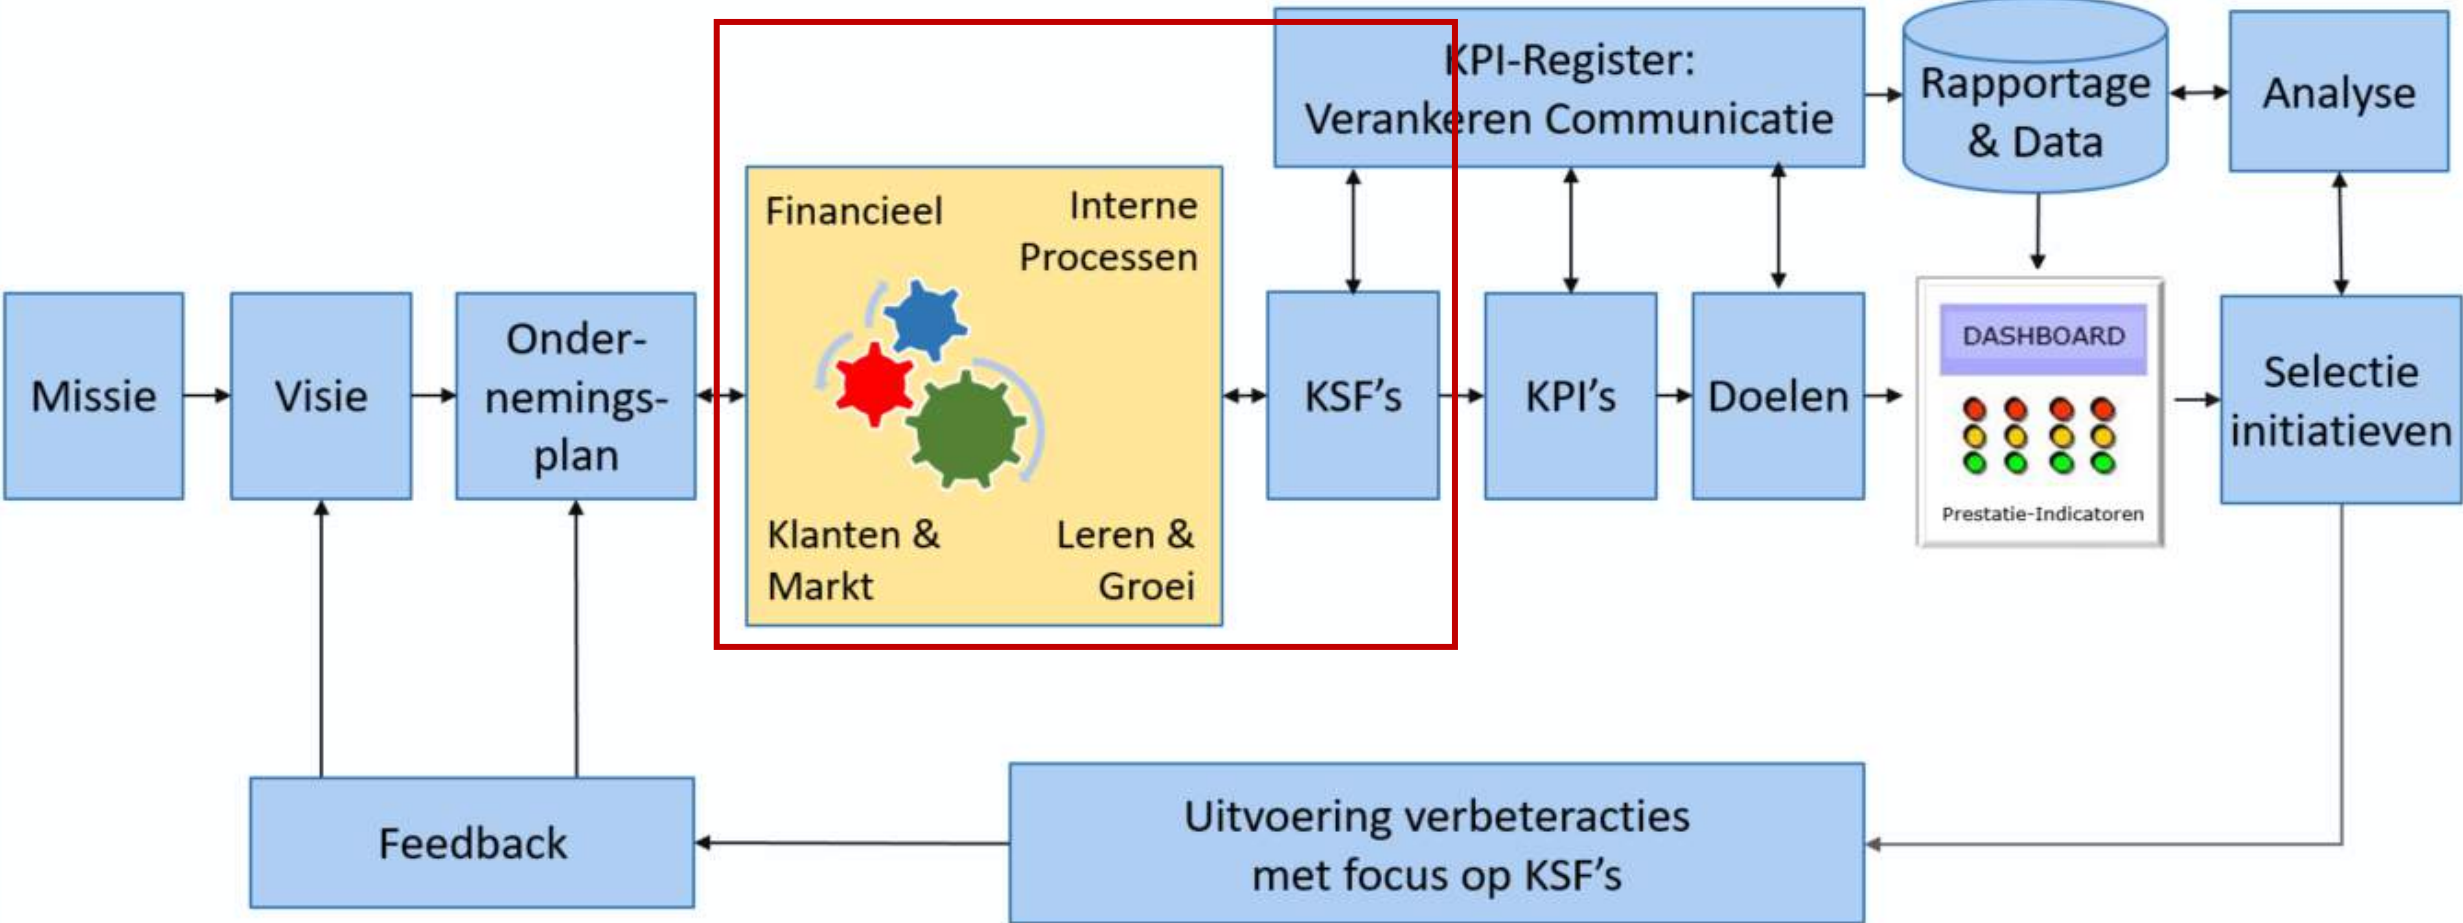 KPI-Register:
Verankeren Communicatie
Rapportage
& Data
Analyse
Financieel
Interne
Processen
Klanten &
Markt
Leren &
Groei
Missie
Visie
Onder-
nemings-
plan
KSF’s
KPI’s
Doelen
DASHBOARD
Prestatie-Indicatoren
Selectie
initiatieven
Feedback
Uitvoering verbeteracties
met focus op KSF’s